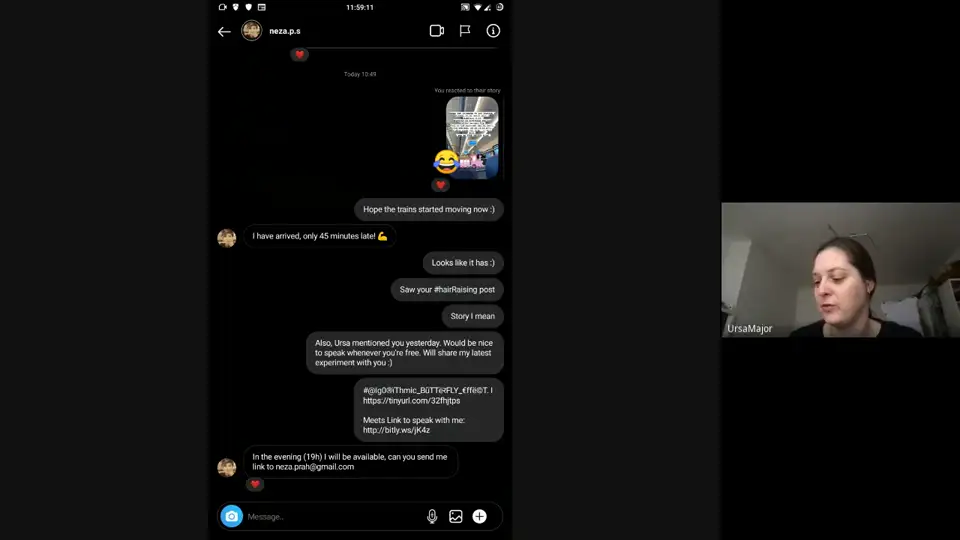 11:59:11
neza.p.s
Today 10:49
You reacted to their story
Hope the trains started moving now :)
I have arrived, only 45 minutes late! 💪
Looks like it has :)
Saw your #hairRaising post
Story I mean
Also, Ursa mentioned you yesterday. Would be nice
to speak whenever you're free. Will share my latest
experiment with you :)
https://tinyurl.com/32fhjtps
Meets Link to speak with me:
http://bitly.ws/jK4z
In the evening (19h) I will be available, can you send me
link to neza.prah@gmail.com
Message..
UrsaMajor